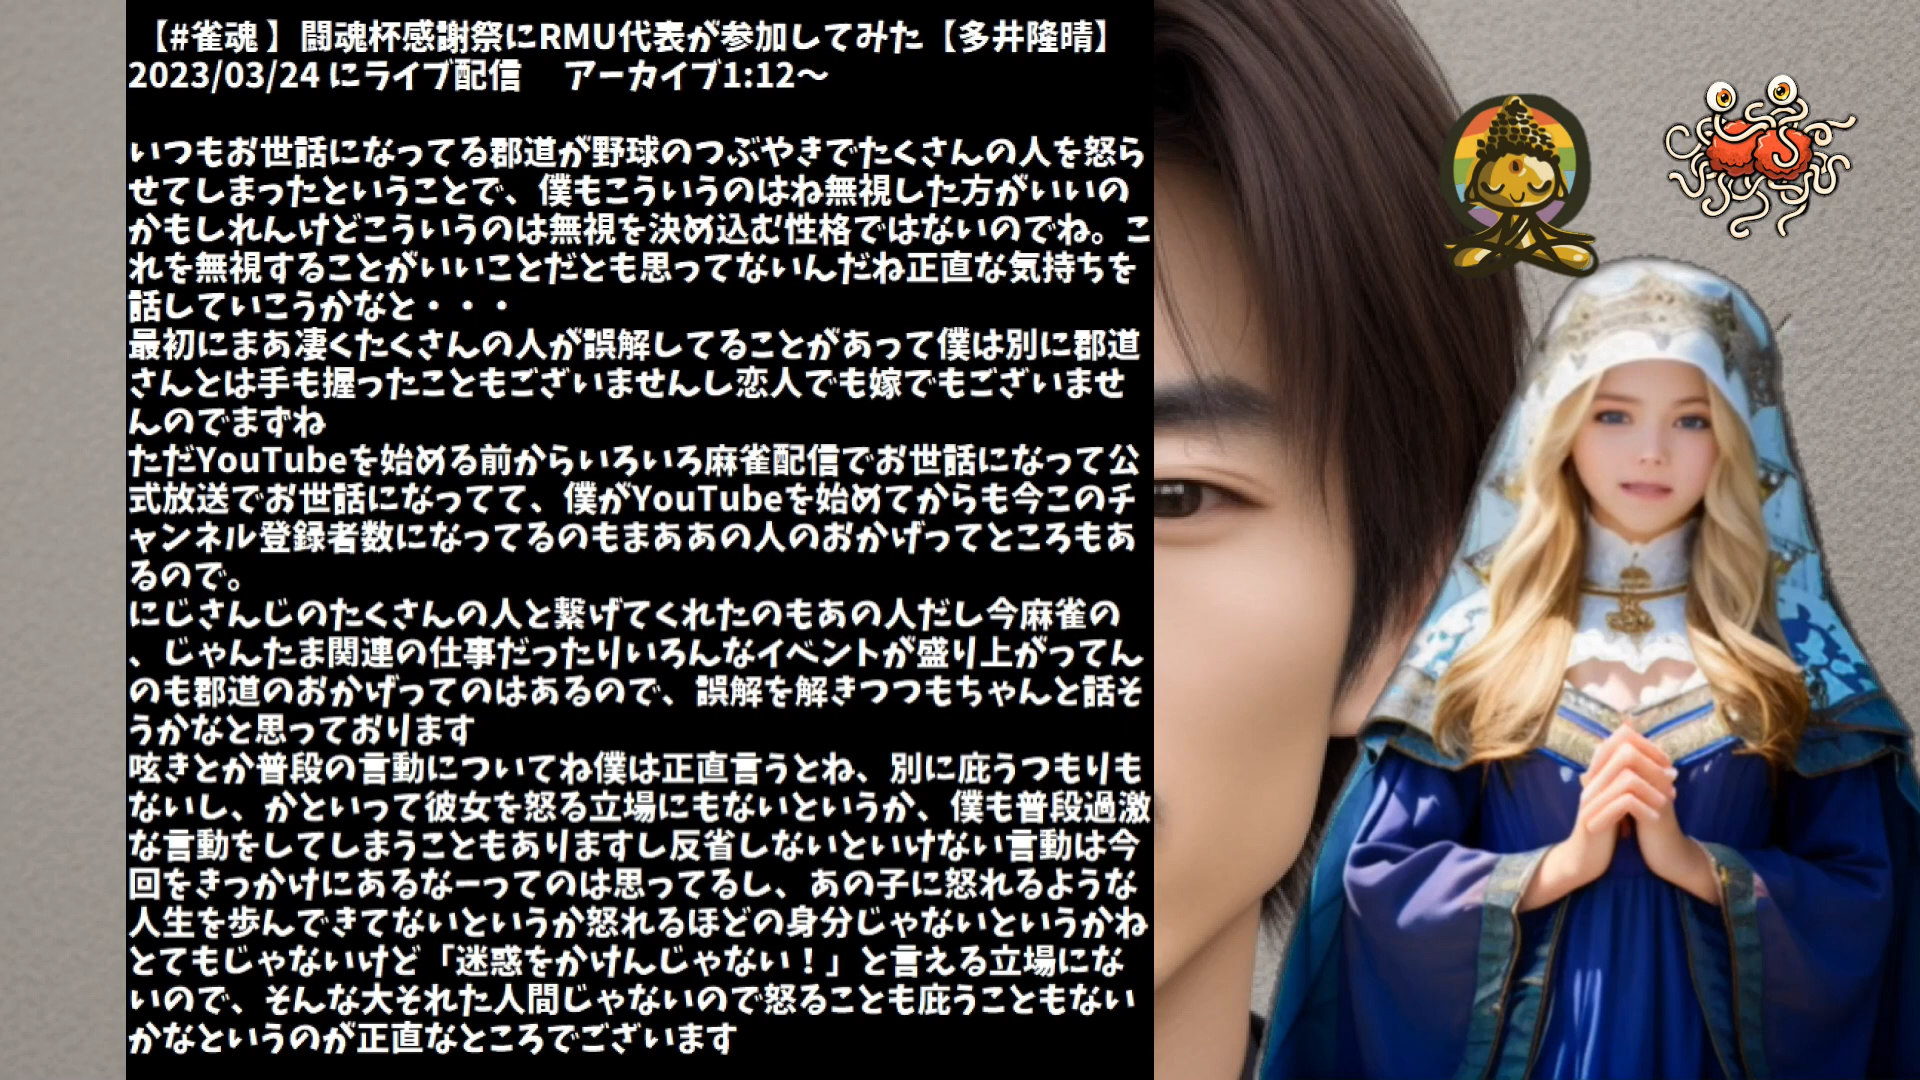 【#雀魂 】闘魂杯感謝祭にRMU代表が参加してみた【多井隆晴】
2023/03/24 にライブ配信　アーカイブ1:12〜
いつもお世話になってる郡道が野球のつぶやきでたくさんの人を怒ら
せてしまったということで、僕もこういうのはね無視した方がいいの
かもしれんけどこういうのは無視を決め込む性格ではないのでね。こ
れを無視することがいいことだとも思ってないんだね正直な気持ちを
話していこうかなと・・・
最初にまあ凄くたくさんの人が誤解してることがあって僕は別に郡道
さんとは手も握ったこともございませんし恋人でも嫁でもございませ
んのでまずね
ただYouTubeを始める前からいろいろ麻雀配信でお世話になって公
式放送でお世話になってて、僕がYouTubeを始めてからも今このチ
ャンネル登録者数になってるのもまああの人のおかげってところもあ
るので。
にじさんじのたくさんの人と繋げてくれたのもあの人だし今麻雀の
、じゃんたま関連の仕事だったりいろんなイベントが盛り上がってん
のも郡道のおかげってのはあるので、誤解を解きつつもちゃんと話そ
うかなと思っております
呟きとか普段の言動についてね僕は正直言うとね、別に庇うつもりも
ないし、かといって彼女を怒る立場にもないというか、僕も普段過激
な言動をしてしまうこともありますし反省しないといけない言動は今
回をきっかけにあるなーってのは思ってるし、あの子に怒れるような
人生を歩んできてないというか怒れるほどの身分じゃないというかね
とてもじゃないけど「迷惑をかけんじゃない！」と言える立場にな
いので、そんな大それた人間じゃないので怒ることも庇うこともない
かなというのが正直なところでございます